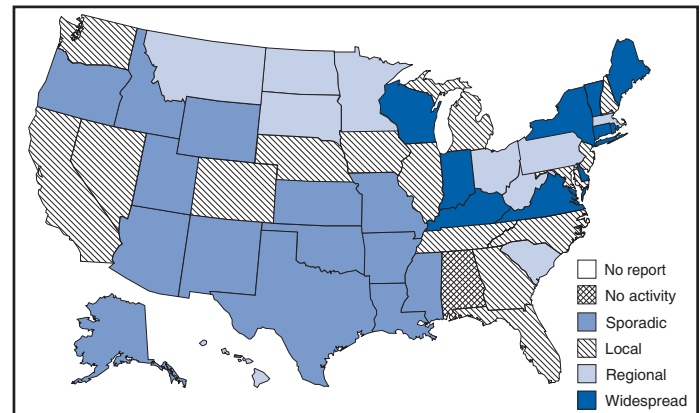 No report
No activity
Sporadic
Local
Regional
Widespread